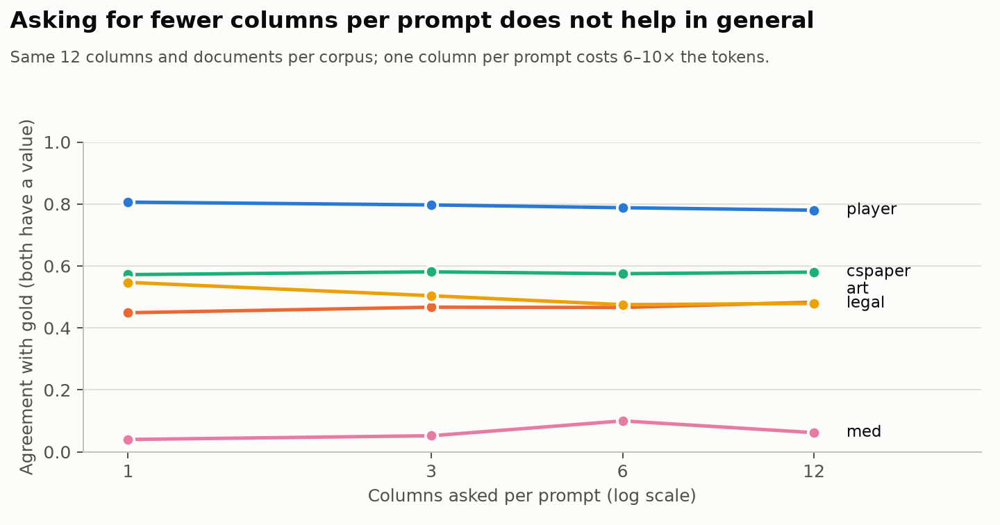 Asking for fewer columns per prompt does not help in general
Same 12 columns and documents per corpus; one column per prompt costs 6–10× the tokens.
Agreement with gold (both have a value)
1.0
0.8
0.6
0.4
0.2
0.0
player
cspaper
art
legal
med
1
3
6
12
Columns asked per prompt (log scale)